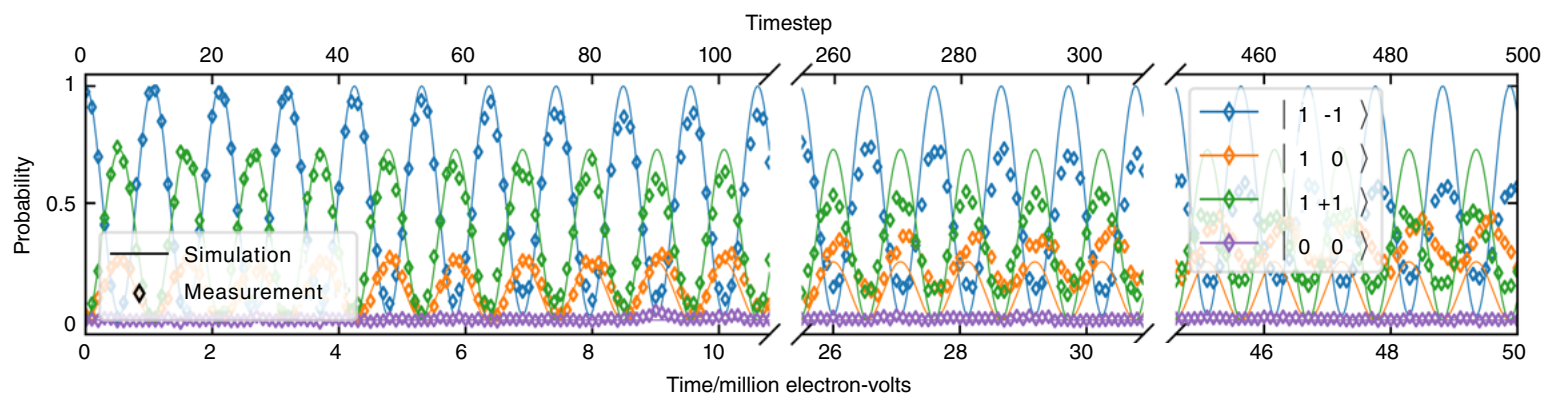 Timestep
0 20 40 60 80 100 260 280 300 460 480 500
Probability
1
0.5
0
Simulation
Measurement
| 1 -1 ⟩
| 1 0 ⟩
| 1 +1 ⟩
| 0 0 ⟩
0 2 4 6 8 10 26 28 30 46 48 50
Time/million electron-volts